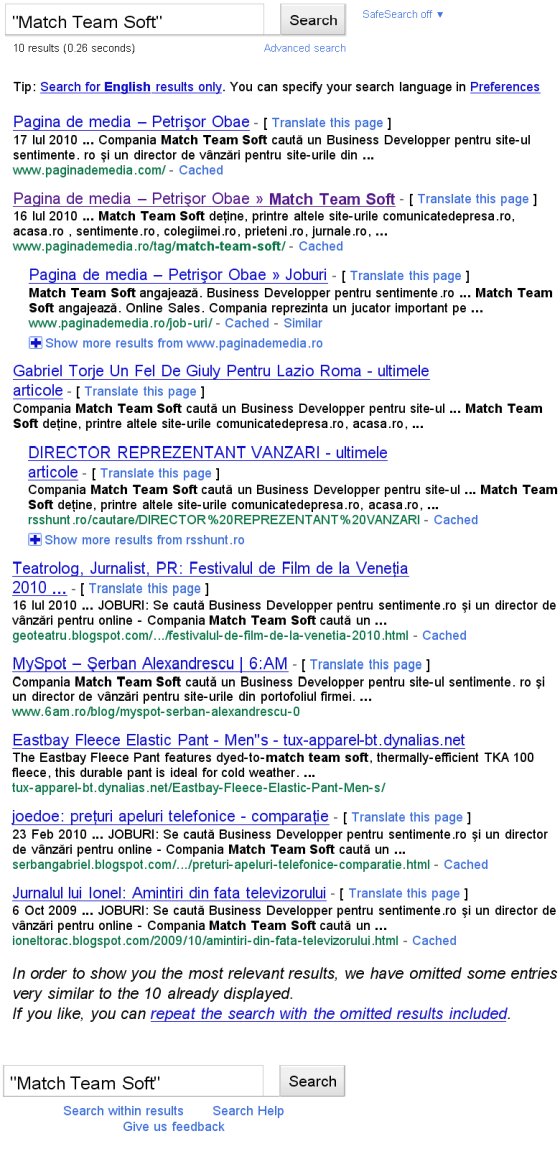 "Match Team Soft"
Search
SafeSearch off ▼
10 results (0.26 seconds)
Advanced search
Tip: Search for English results only. You can specify your search language in Preferences
Pagina de media – Petrişor Obae - [ Translate this page ]
17 Iul 2010 ... Compania Match Team Soft caută un Business Developper pentru site-ul
sentimente. ro şi un director de vânzări pentru site-urile din ...
www.paginademedia.com/ - Cached
Pagina de media – Petrişor Obae » Match Team Soft - [ Translate this page ]
16 Iul 2010 ... Match Team Soft deţine, printre altele site-urile comunicatedepresa.ro,
acasa.ro , sentimente.ro, colegiimei.ro, prieteni.ro, jurnale.ro, ...
www.paginademedia.ro/tag/match-team-soft/ - Cached
Pagina de media – Petrişor Obae » Joburi - [ Translate this page ]
Match Team Soft angajează. Business Developper pentru sentimente.ro ... Match Team
Soft angajează. Online Sales. Compania reprezinta un jucator important pe ...
www.paginademedia.ro/job-uri/ - Cached - Similar
Show more results from www.paginademedia.ro
Gabriel Torje Un Fel De Giuly Pentru Lazio Roma - ultimele
articole - [ Translate this page ]
Compania Match Team Soft caută un Business Developper pentru site-ul ... Match Team
Soft deţine, printre altele site-urile comunicatedepresa.ro, acasa.ro, ...
DIRECTOR REPREZENTANT VANZARI - ultimele
articole - [ Translate this page ]
Compania Match Team Soft caută un Business Developper pentru site-ul ... Match Team
Soft deţine, printre altele site-urile comunicatedepresa.ro, acasa.ro, ...
rsshunt.ro/cautare/DIRECTOR%20REPREZENTANT%20VANZARI - Cached
Show more results from rsshunt.ro
Teatrolog, Jurnalist, PR: Festivalul de Film de la Veneţia
2010 ... - [ Translate this page ]
16 Iul 2010 ... JOBURI: Se caută Business Developper pentru sentimente.ro şi un director de
vânzări pentru online - Compania Match Team Soft caută un ...
geoteatru.blogspot.com/.../festivalul-de-film-de-la-venetia-2010.html - Cached
MySpot – Şerban Alexandrescu | 6:AM - [ Translate this page ]
Compania Match Team Soft caută un Business Developper pentru site-ul sentimente. ro şi
un director de vânzări pentru site-urile din portofoliul firmei. ...
www.6am.ro/blog/myspot-serban-alexandrescu-0
Eastbay Fleece Elastic Pant - Men"s - tux-apparel-bt.dynalias.net
The Eastbay Fleece Pant features dyed-to-match team soft, thermally-efficient TKA 100
fleece, this durable pant is ideal for cold weather. ...
tux-apparel-bt.dynalias.net/Eastbay-Fleece-Elastic-Pant-Men-s/
joedoe: preţuri apeluri telefonice - comparaţie - [ Translate this page ]
23 Feb 2010 ... JOBURI: Se caută Business Developper pentru sentimente.ro şi un director
de vânzări pentru online - Compania Match Team Soft caută un ...
serbangabriel.blogspot.com/.../preturi-apeluri-telefonice-comparatie.html - Cached
Jurnalul lui Ionel: Amintiri din fata televizorului - [ Translate this page ]
6 Oct 2009 ... JOBURI: Se caută Business Developper pentru sentimente.ro şi un director de
vânzări pentru online - Compania Match Team Soft caută un ...
ioneltorac.blogspot.com/2009/10/amintiri-din-fata-televizorului.html - Cached
In order to show you the most relevant results, we have omitted some entries
very similar to the 10 already displayed.
If you like, you can repeat the search with the omitted results included.
"Match Team Soft"
Search
Search within results
Search Help
Give us feedback